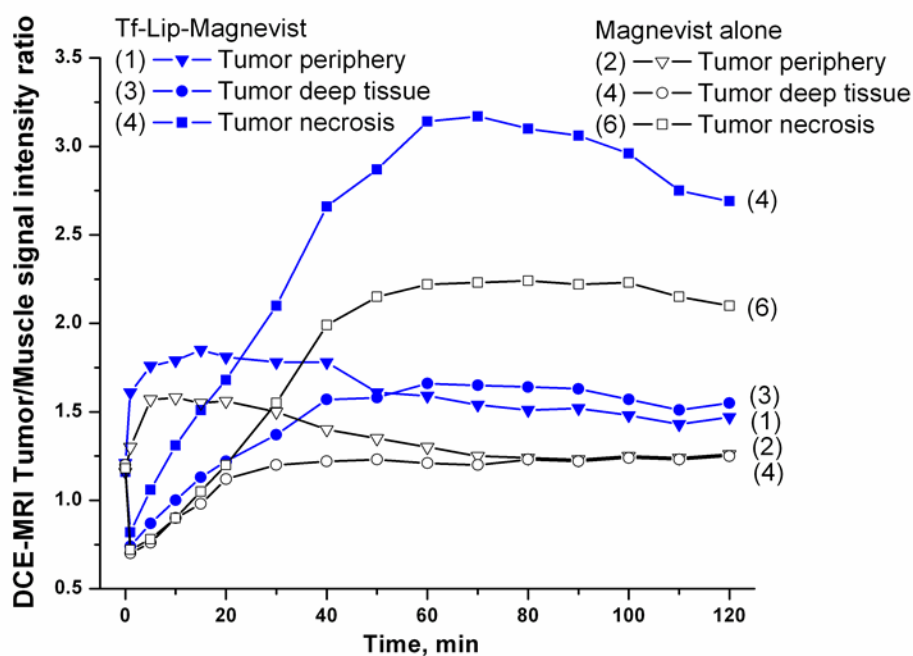 Tf-Lip-Magnevist
(1) Tumor periphery
(3) Tumor deep tissue
(4) Tumor necrosis
Magnevist alone
(2) Tumor periphery
(4) Tumor deep tissue
(6) Tumor necrosis
DCE-MRI Tumor/Muscle signal intensity ratio
3.5
3.0
2.5
2.0
1.5
1.0
0.5
(4)
(6)
(3)
(1)
(2)
(4)
0 20 40 60 80 100 120
Time, min